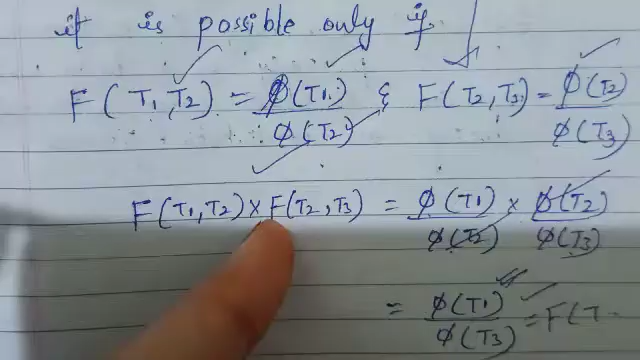 it is possible only if
F(T1,T2) = ϕ(T1)/ϕ(T2) & F(T2,T3) = ϕ(T2)/ϕ(T3)
F(T1,T2) × F(T2,T3) = ϕ(T1)/ϕ(T2) × ϕ(T2)/ϕ(T3)
= ϕ(T1)/ϕ(T3) = F(T